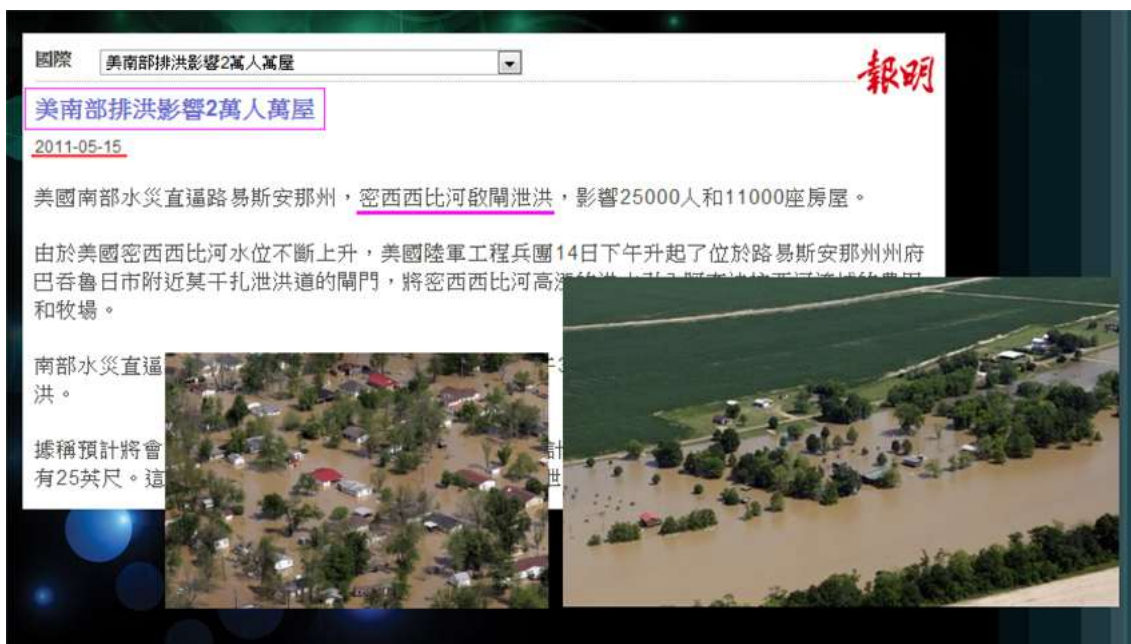 國際
美南部排洪影響2萬人萬屋
報明
美南部排洪影響2萬人萬屋
2011-05-15
美國南部水災直逼路易斯安那州，密西西比河啟閘泄洪，影響25000人和11000座房屋。
由於美國密西西比河水位不斷上升，美國陸軍工程兵團14日下午升起了位於路易斯安那州州府
巴吞魯日市附近莫干扎泄洪道的閘門，將密西西比河高漲的洪水
和牧場。
南部水災直逼
洪。
據稱預計將會
有25英尺。這